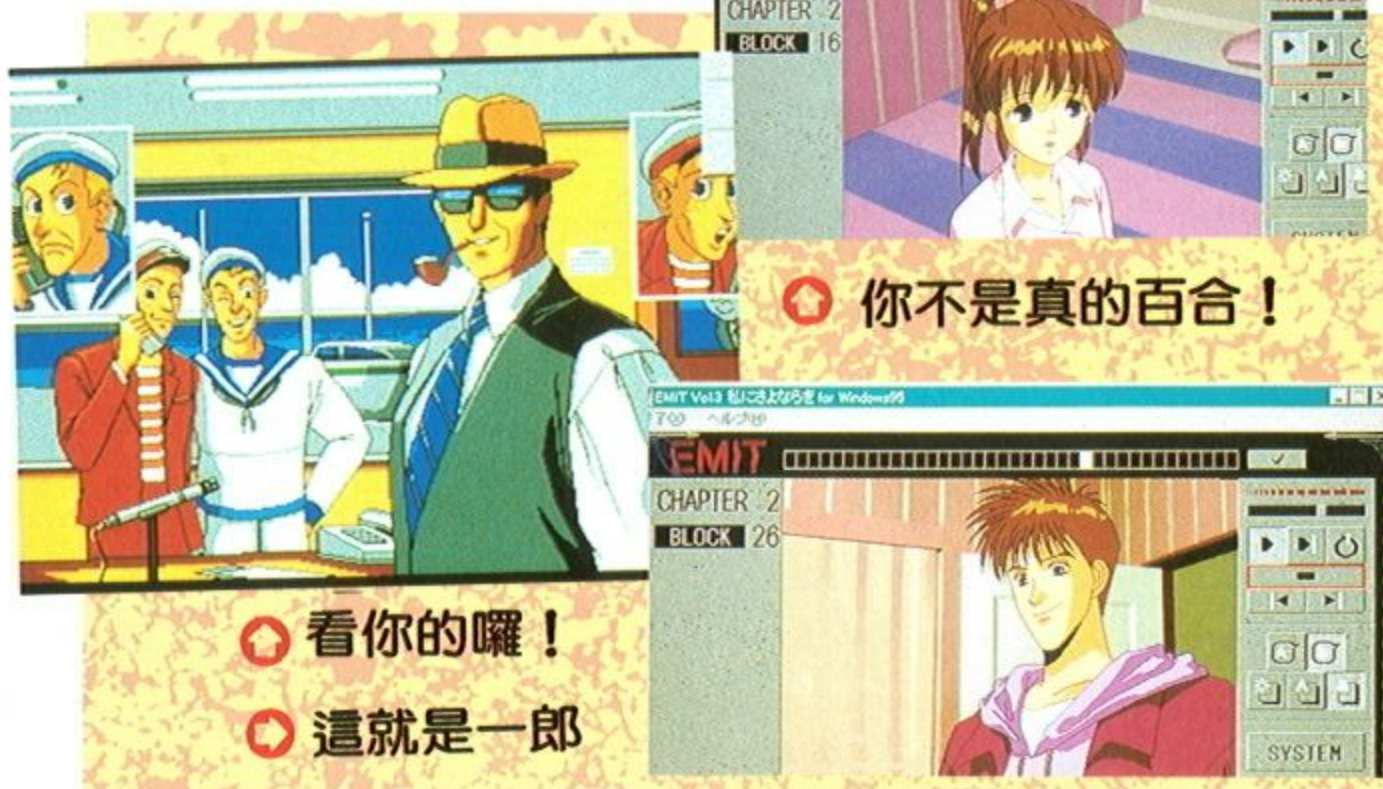 CHAPTER 2
BLOCK 16
你不是真的百合！
EMIT Vol.3 私にさよならを for Windows95
ヘルプ(H)
EMIT
CHAPTER 2
BLOCK 26
SYSTEM
看你的囉！
這就是一郎